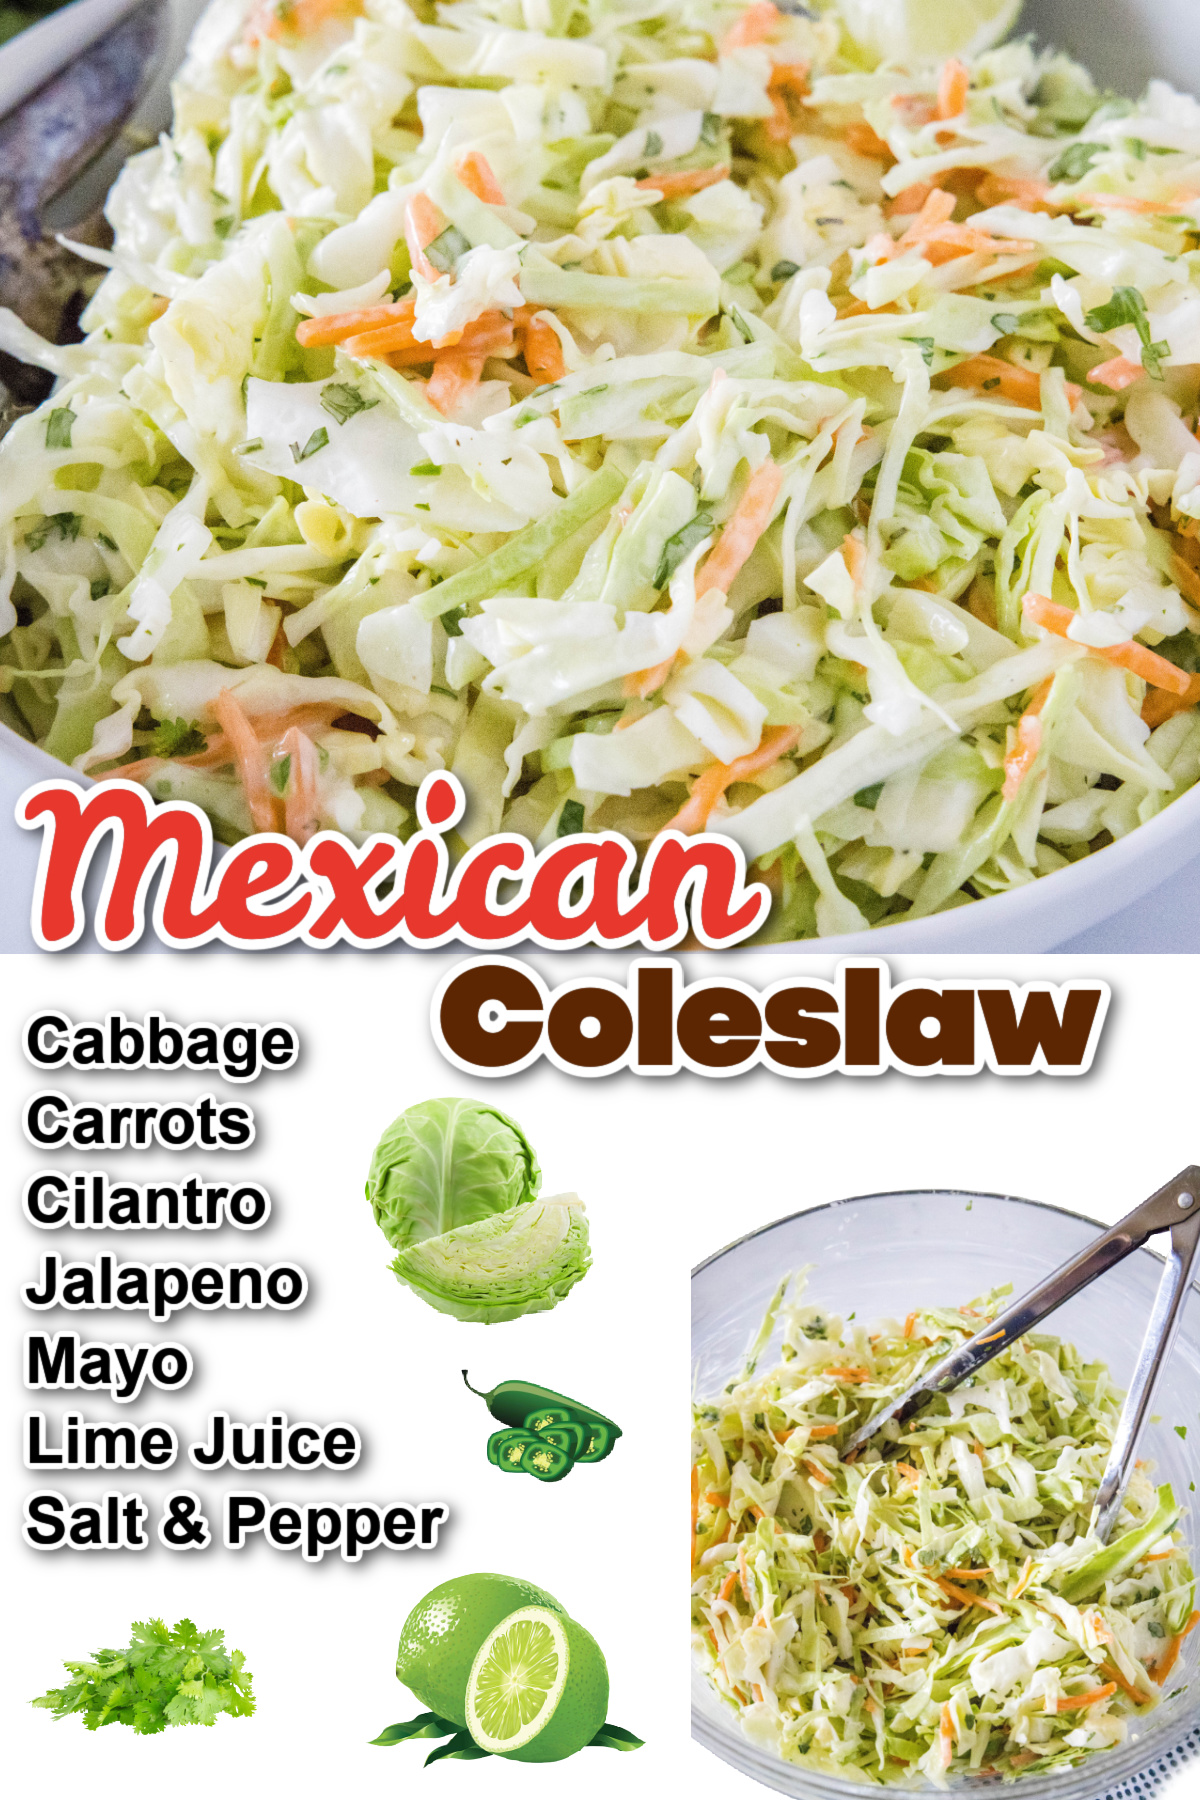 Mexican
Coleslaw
Cabbage
Carrots
Cilantro
Jalapeno
Mayo
Lime Juice
Salt & Pepper